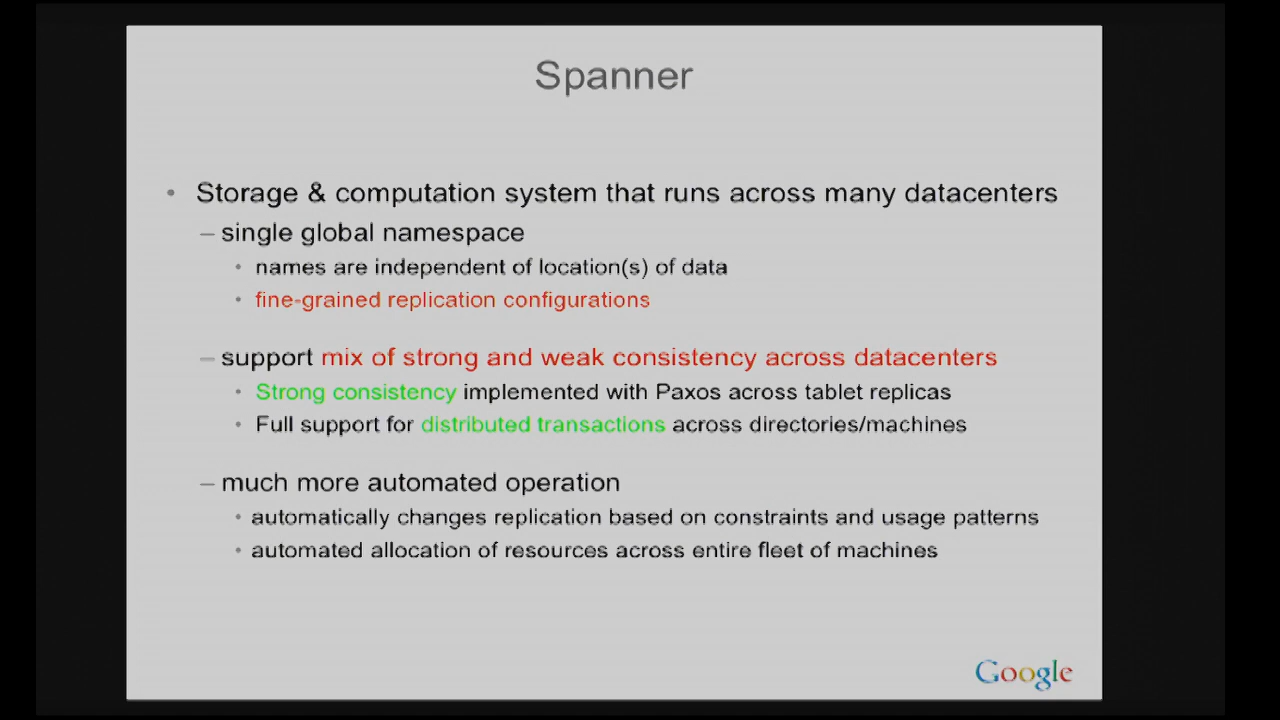 Spanner
• Storage & computation system that runs across many datacenters
– single global namespace
• names are independent of location(s) of data
• fine-grained replication configurations
– support mix of strong and weak consistency across datacenters
• Strong consistency implemented with Paxos across tablet replicas
• Full support for distributed transactions across directories/machines
– much more automated operation
• automatically changes replication based on constraints and usage patterns
• automated allocation of resources across entire fleet of machines
Google